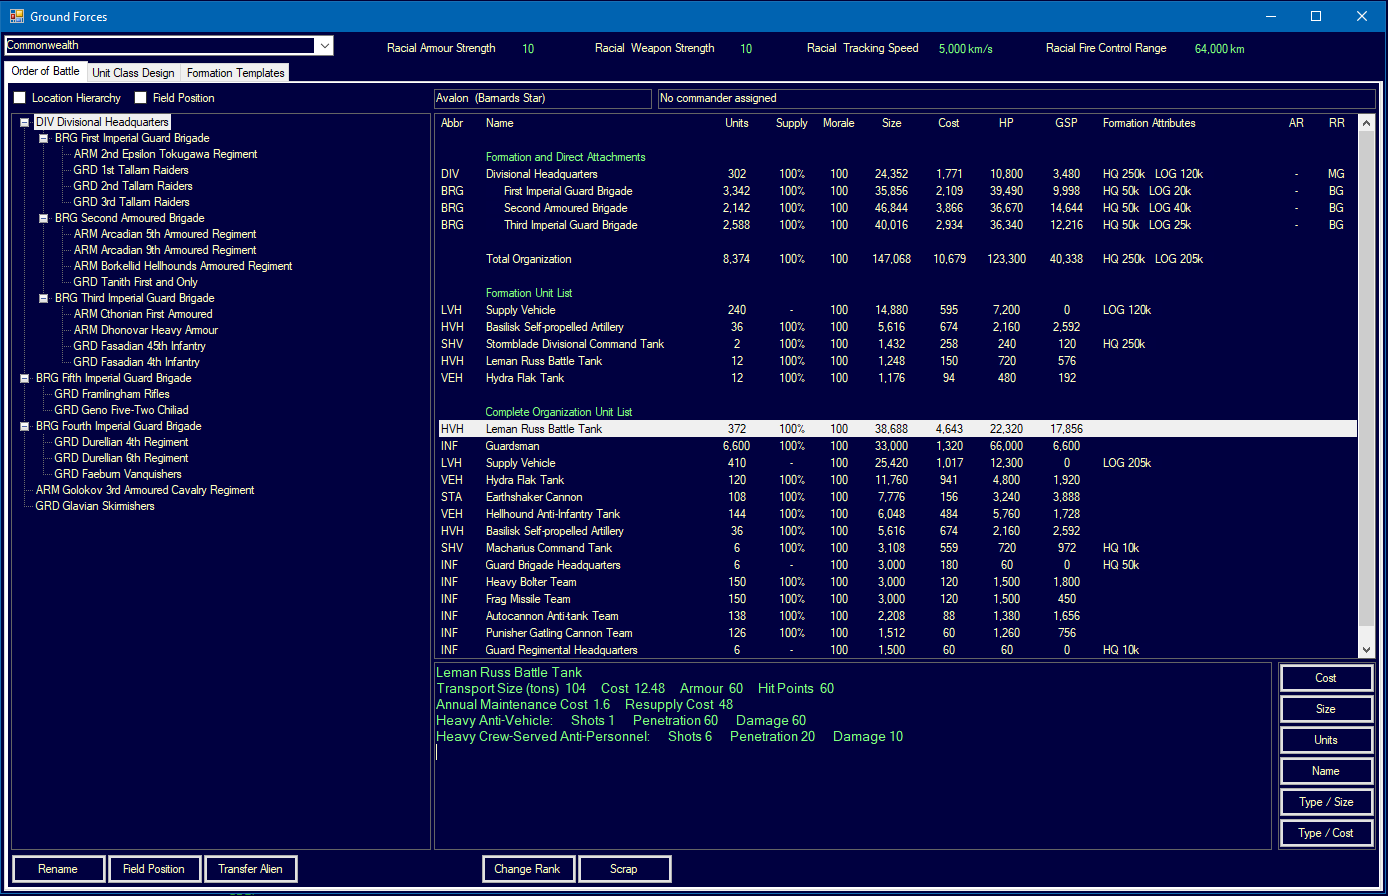 Ground Forces
Commonwealth
Racial Armour Strength 10 Racial Weapon Strength 10 Racial Tracking Speed 5,000 km/s Racial Fire Control Range 64,000 km
Order of Battle Unit Class Design Formation Templates
Location Hierarchy Field Position
DIV Divisional Headquarters
BRG First Imperial Guard Brigade
ARM 2nd Epsilon Tokugawa Regiment
GRD 1st Tallarn Raiders
GRD 2nd Tallarn Raiders
GRD 3rd Tallarn Raiders
BRG Second Armoured Brigade
ARM Arcadian 5th Armoured Regiment
ARM Arcadian 9th Armoured Regiment
ARM Borkellid Hellhounds Armoured Regiment
GRD Tanith First and Only
BRG Third Imperial Guard Brigade
ARM Cthonian First Armoured
ARM Dhonovar Heavy Armour
GRD Fasadian 45th Infantry
GRD Fasadian 4th Infantry
BRG Fifth Imperial Guard Brigade
GRD Framlingham Rifles
GRD Geno Five-Two Chiliad
BRG Fourth Imperial Guard Brigade
GRD Durellian 4th Regiment
GRD Durellian 6th Regiment
GRD Faeburn Vanquishers
ARM Golokov 3rd Armoured Cavalry Regiment
GRD Glavian Skirmishers
Avalon (Barnards Star) No commander assigned
Abbr Name Units Supply Morale Size Cost HP GSP Formation Attributes AR RR
Formation and Direct Attachments
DIV Divisional Headquarters 302 100% 100 24,352 1,771 10,800 3,480 HQ 250k LOG 120k - MG
BRG First Imperial Guard Brigade 3,342 100% 100 35,856 2,109 39,490 9,998 HQ 50k LOG 20k - BG
BRG Second Armoured Brigade 2,142 100% 100 46,844 3,866 36,670 14,644 HQ 50k LOG 40k - BG
BRG Third Imperial Guard Brigade 2,588 100% 100 40,016 2,934 36,340 12,216 HQ 50k LOG 25k - BG
Total Organization 8,374 100% 100 147,068 10,679 123,300 40,338 HQ 250k LOG 205k
Formation Unit List
LVH Supply Vehicle 240 - 100 14,880 595 7,200 0 LOG 120k
HVH Basilisk Self-propelled Artillery 36 100% 100 5,616 674 2,160 2,592
SHV Stormblade Divisional Command Tank 2 100% 100 1,432 258 240 120 HQ 250k
HVH Leman Russ Battle Tank 12 100% 100 1,248 150 720 576
VEH Hydra Flak Tank 12 100% 100 1,176 94 480 192
Complete Organization Unit List
HVH Leman Russ Battle Tank 372 100% 100 38,688 4,643 22,320 17,856
INF Guardsman 6,600 100% 100 33,000 1,320 66,000 6,600
LVH Supply Vehicle 410 - 100 25,420 1,017 12,300 0 LOG 205k
VEH Hydra Flak Tank 120 100% 100 11,760 941 4,800 1,920
STA Earthshaker Cannon 108 100% 100 7,776 156 3,240 3,888
VEH Hellhound Anti-Infantry Tank 144 100% 100 6,048 484 5,760 1,728
HVH Basilisk Self-propelled Artillery 36 100% 100 5,616 674 2,160 2,592
SHV Macharius Command Tank 6 100% 100 3,108 559 720 972 HQ 10k
INF Guard Brigade Headquarters 6 - 100 3,000 180 60 0 HQ 50k
INF Heavy Bolter Team 150 100% 100 3,000 120 1,500 1,800
INF Frag Missile Team 150 100% 100 3,000 120 1,500 450
INF Autocannon Anti-tank Team 138 100% 100 2,208 88 1,380 1,656
INF Punisher Gatling Cannon Team 126 100% 100 1,512 60 1,260 756
INF Guard Regimental Headquarters 6 - 100 1,500 60 60 0 HQ 10k
Leman Russ Battle Tank
Transport Size (tons) 104 Cost 12.48 Armour 60 Hit Points 60
Annual Maintenance Cost 1.6 Resupply Cost 48
Heavy Anti-Vehicle: Shots 1 Penetration 60 Damage 60
Heavy Crew-Served Anti-Personnel: Shots 6 Penetration 20 Damage 10
Cost
Size
Units
Name
Type / Size
Type / Cost
Rename Field Position Transfer Alien Change Rank Scrap